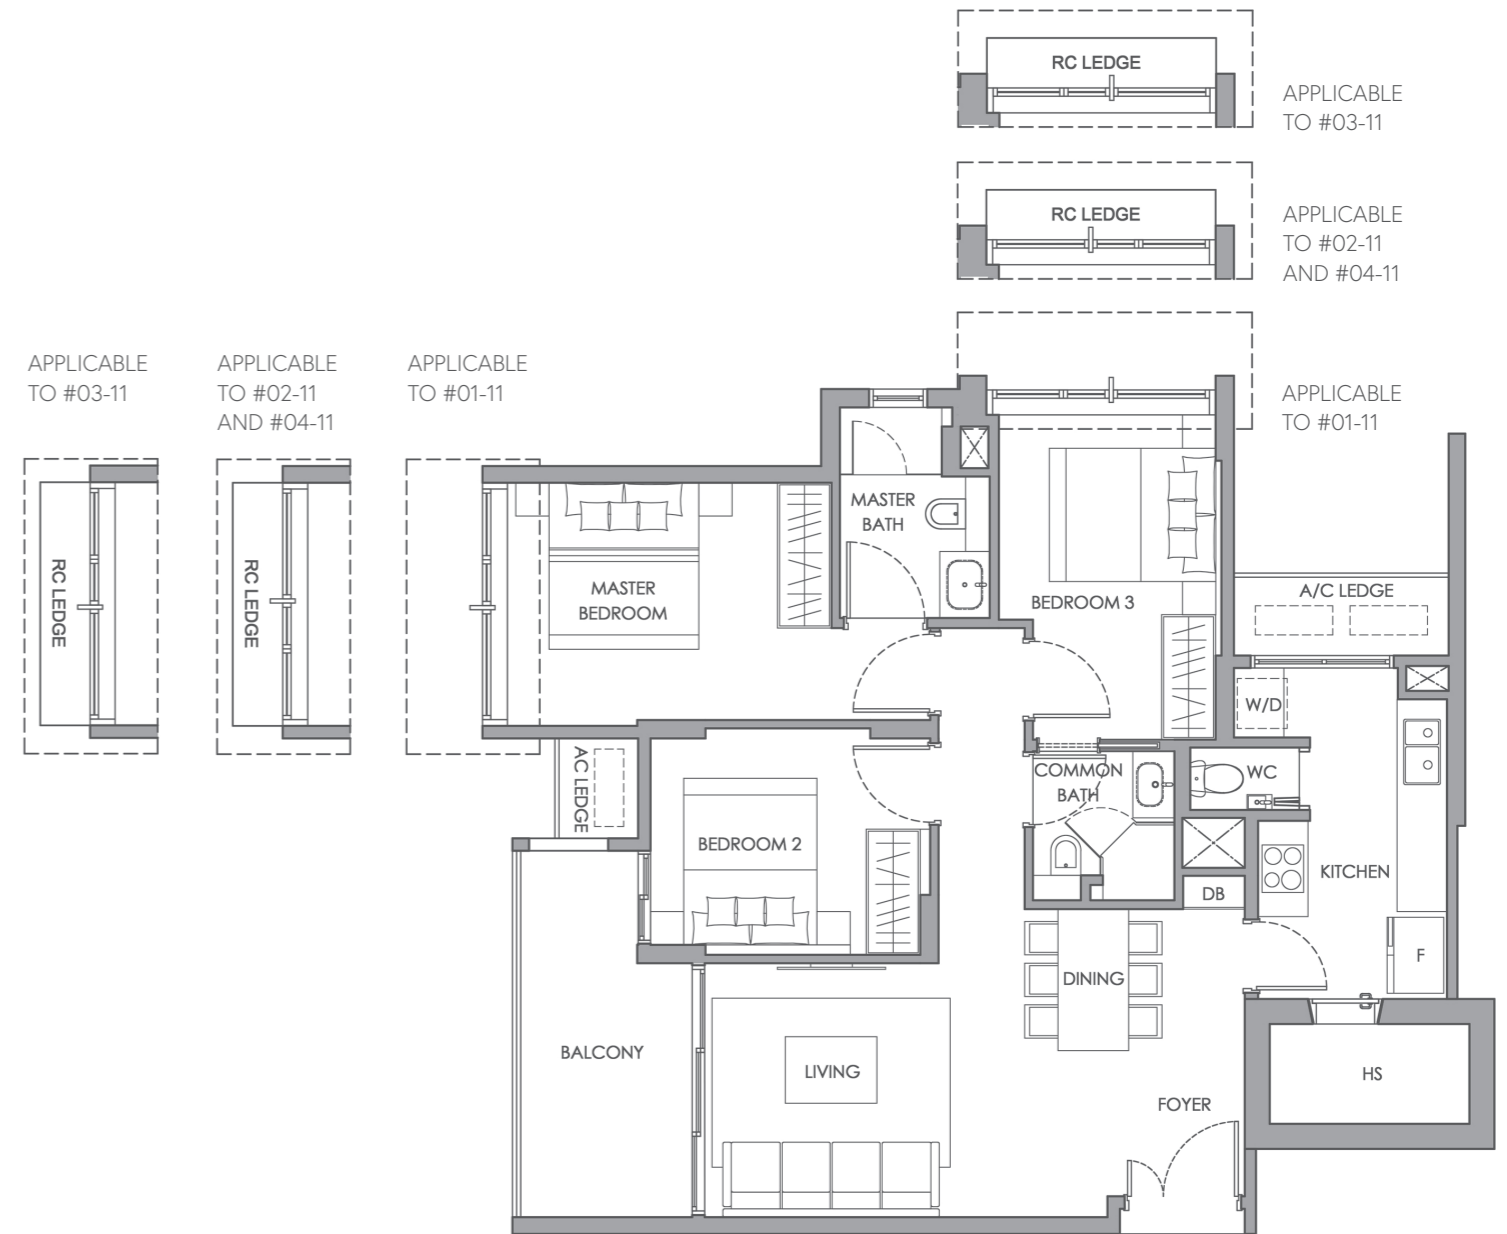 RC LEDGE
APPLICABLE
TO #03-11
RC LEDGE
APPLICABLE
TO #02-11
AND #04-11
APPLICABLE
TO #03-11
APPLICABLE
TO #02-11
AND #04-11
APPLICABLE
TO #01-11
APPLICABLE
TO #01-11
RC LEDGE
RC LEDGE
MASTER
BEDROOM
MASTER
BATH
BEDROOM 3
A/C LEDGE
W/D
AC LEDGE
COMMON
BATH
WC
BEDROOM 2
KITCHEN
DB
F
DINING
BALCONY
LIVING
HS
FOYER